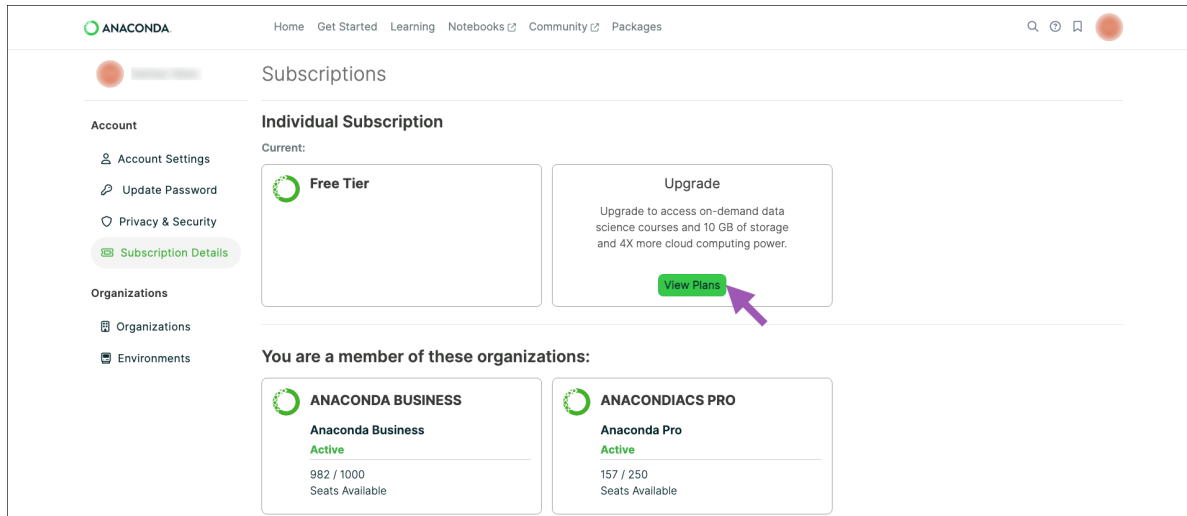 ANACONDA.
Home Get Started Learning Notebooks Community Packages
Subscriptions
Account
Account Settings
Update Password
Privacy & Security
Subscription Details
Organizations
Organizations
Environments
Individual Subscription
Current:
Free Tier
Upgrade
Upgrade to access on-demand data
science courses and 10 GB of storage
and 4X more cloud computing power.
View Plans
You are a member of these organizations:
ANACONDA BUSINESS
Anaconda Business
Active
982 / 1000
Seats Available
ANACONDIACS PRO
Anaconda Pro
Active
157 / 250
Seats Available